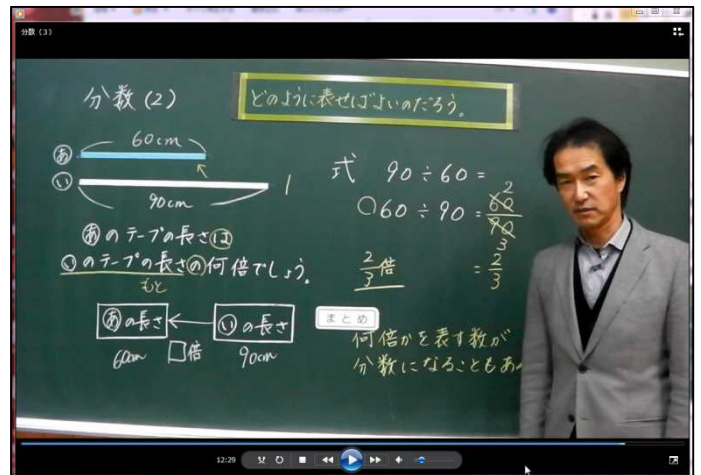 分数 (3)
分数 (2)
どのように表せばよいのだろう。
60cm
あ
い
90cm
あのテープの長さは
いのテープの長さの何倍でしょう。
もと
あの長さ ← いの長さ
60cm □倍 90cm
式 90÷60=
○60÷90=60/90
2
3
=2/3
2/3倍
まとめ
何倍かを表す数が
分数になることもあ
12:29